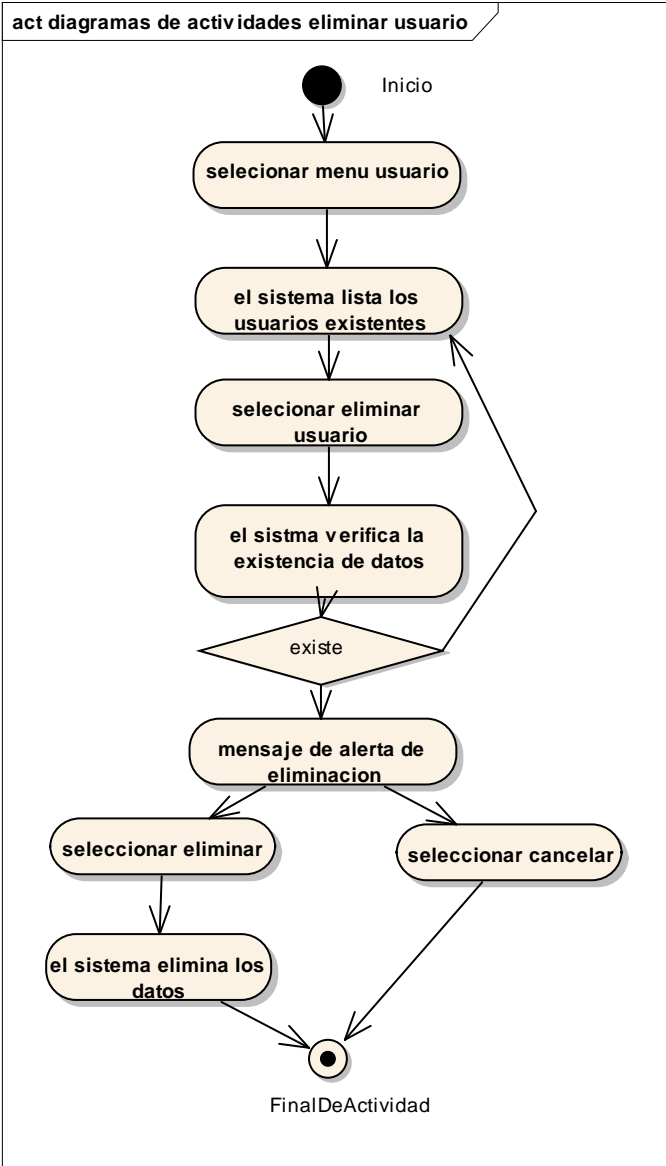 act diagramas de actividades eliminar usuario
Inicio
selecionar menu usuario
el sistema lista los
usuarios existentes
selecionar eliminar
usuario
el sistma verifica la
existencia de datos
existe
mensaje de alerta de
eliminacion
seleccionar eliminar
seleccionar cancelar
el sistema elimina los
datos
FinalDeActividad